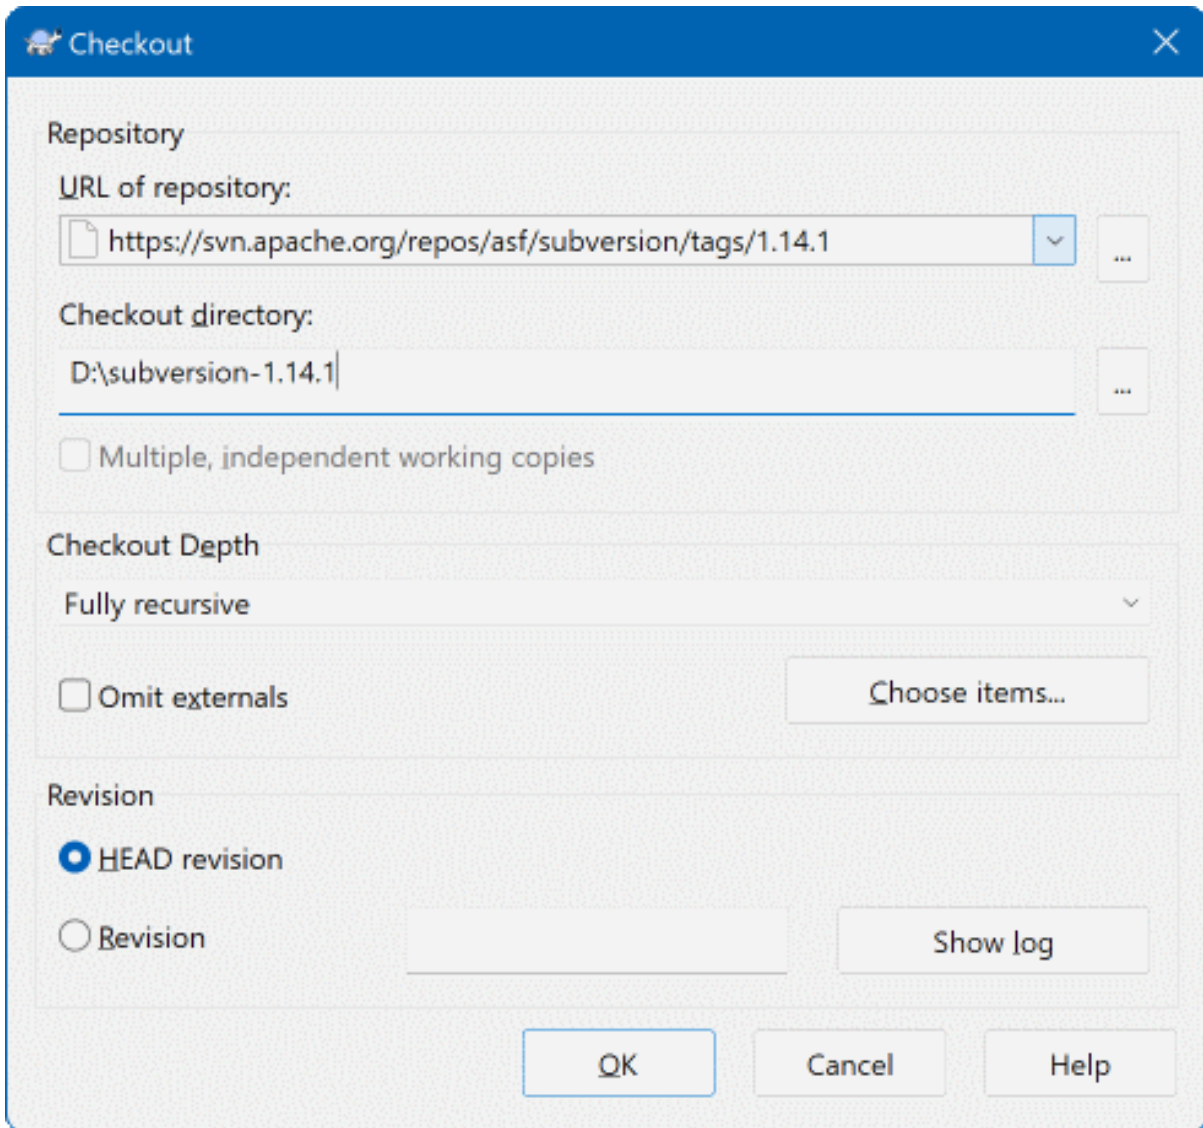 Checkout
Repository
URL of repository:
https://svn.apache.org/repos/asf/subversion/tags/1.14.1
...
Checkout directory:
D:\subversion-1.14.1
...
Multiple, independent working copies
Checkout Depth
Fully recursive
Omit externals
Choose items...
Revision
HEAD revision
Revision
Show log
OK
Cancel
Help